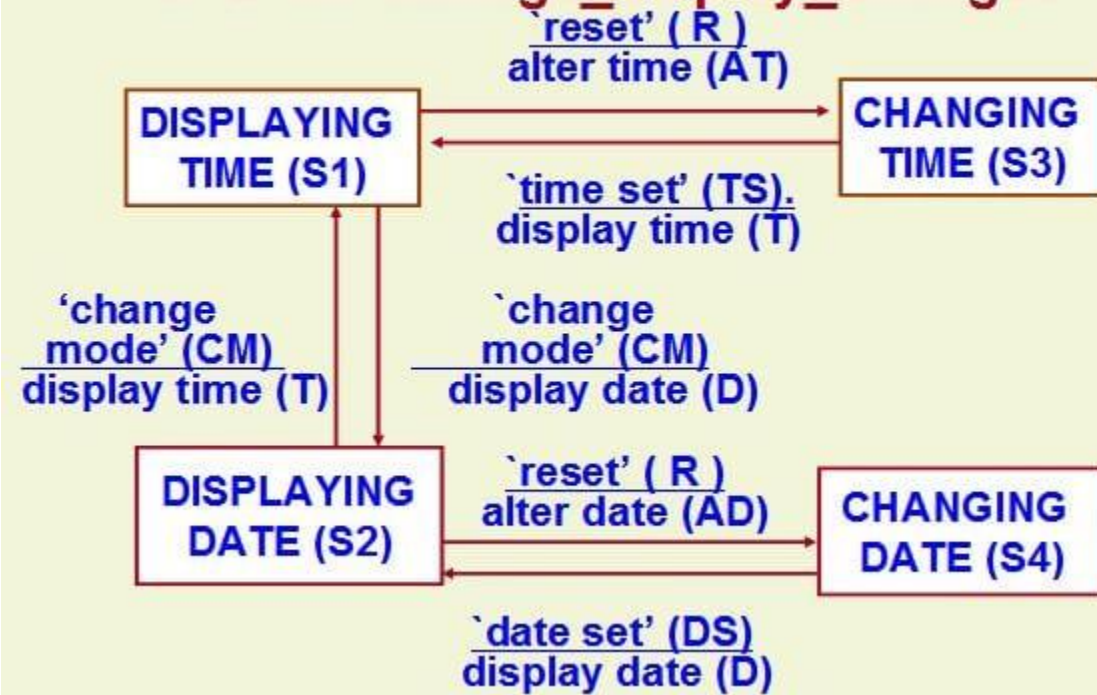 `reset’ ( R )
alter time (AT)
DISPLAYING
TIME (S1)
CHANGING
TIME (S3)
`time set’ (TS).
display time (T)
‘change
mode’ (CM)
display time (T)
`change
mode’ (CM)
display date (D)
DISPLAYING
DATE (S2)
`reset’ ( R )
alter date (AD)
CHANGING
DATE (S4)
`date set’ (DS)
display date (D)